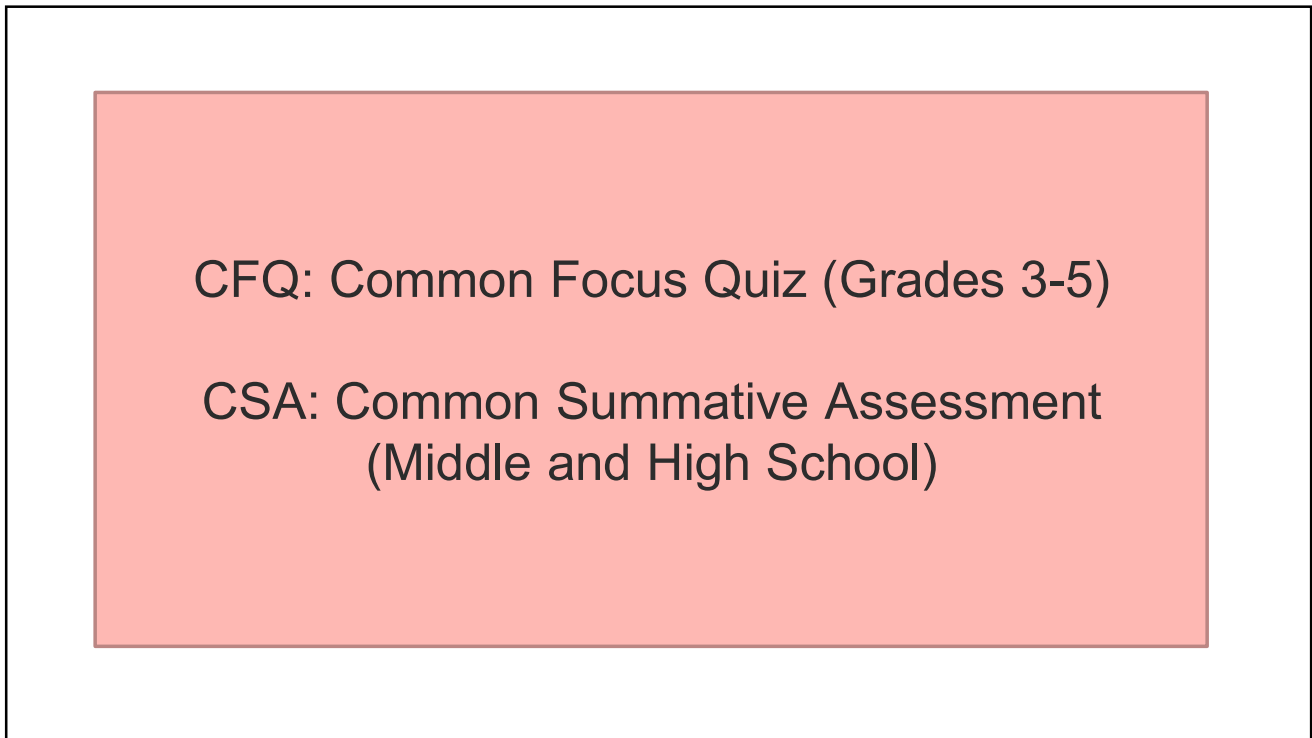 CFQ: Common Focus Quiz (Grades 3-5)
CSA: Common Summative Assessment
(Middle and High School)